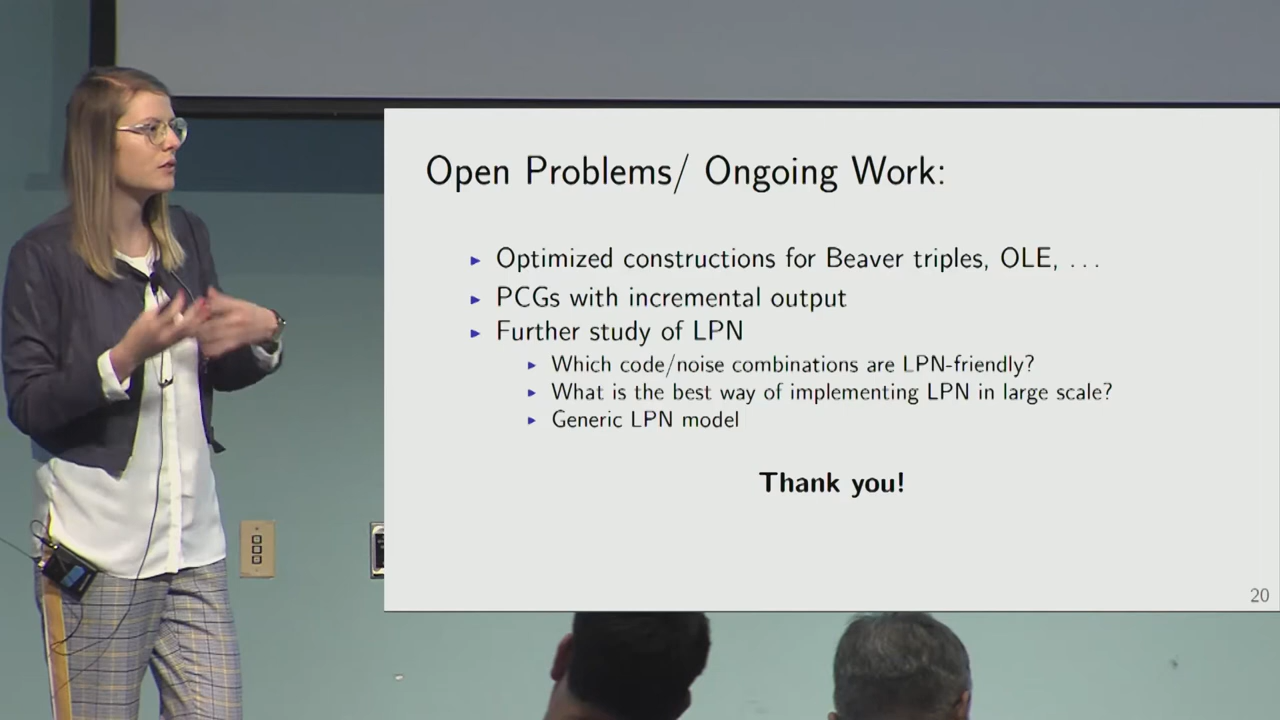 Open Problems/ Ongoing Work:
Optimized constructions for Beaver triples, OLE, ...
PCGs with incremental output
Further study of LPN
Which code/noise combinations are LPN-friendly?
What is the best way of implementing LPN in large scale?
Generic LPN model
Thank you!
20